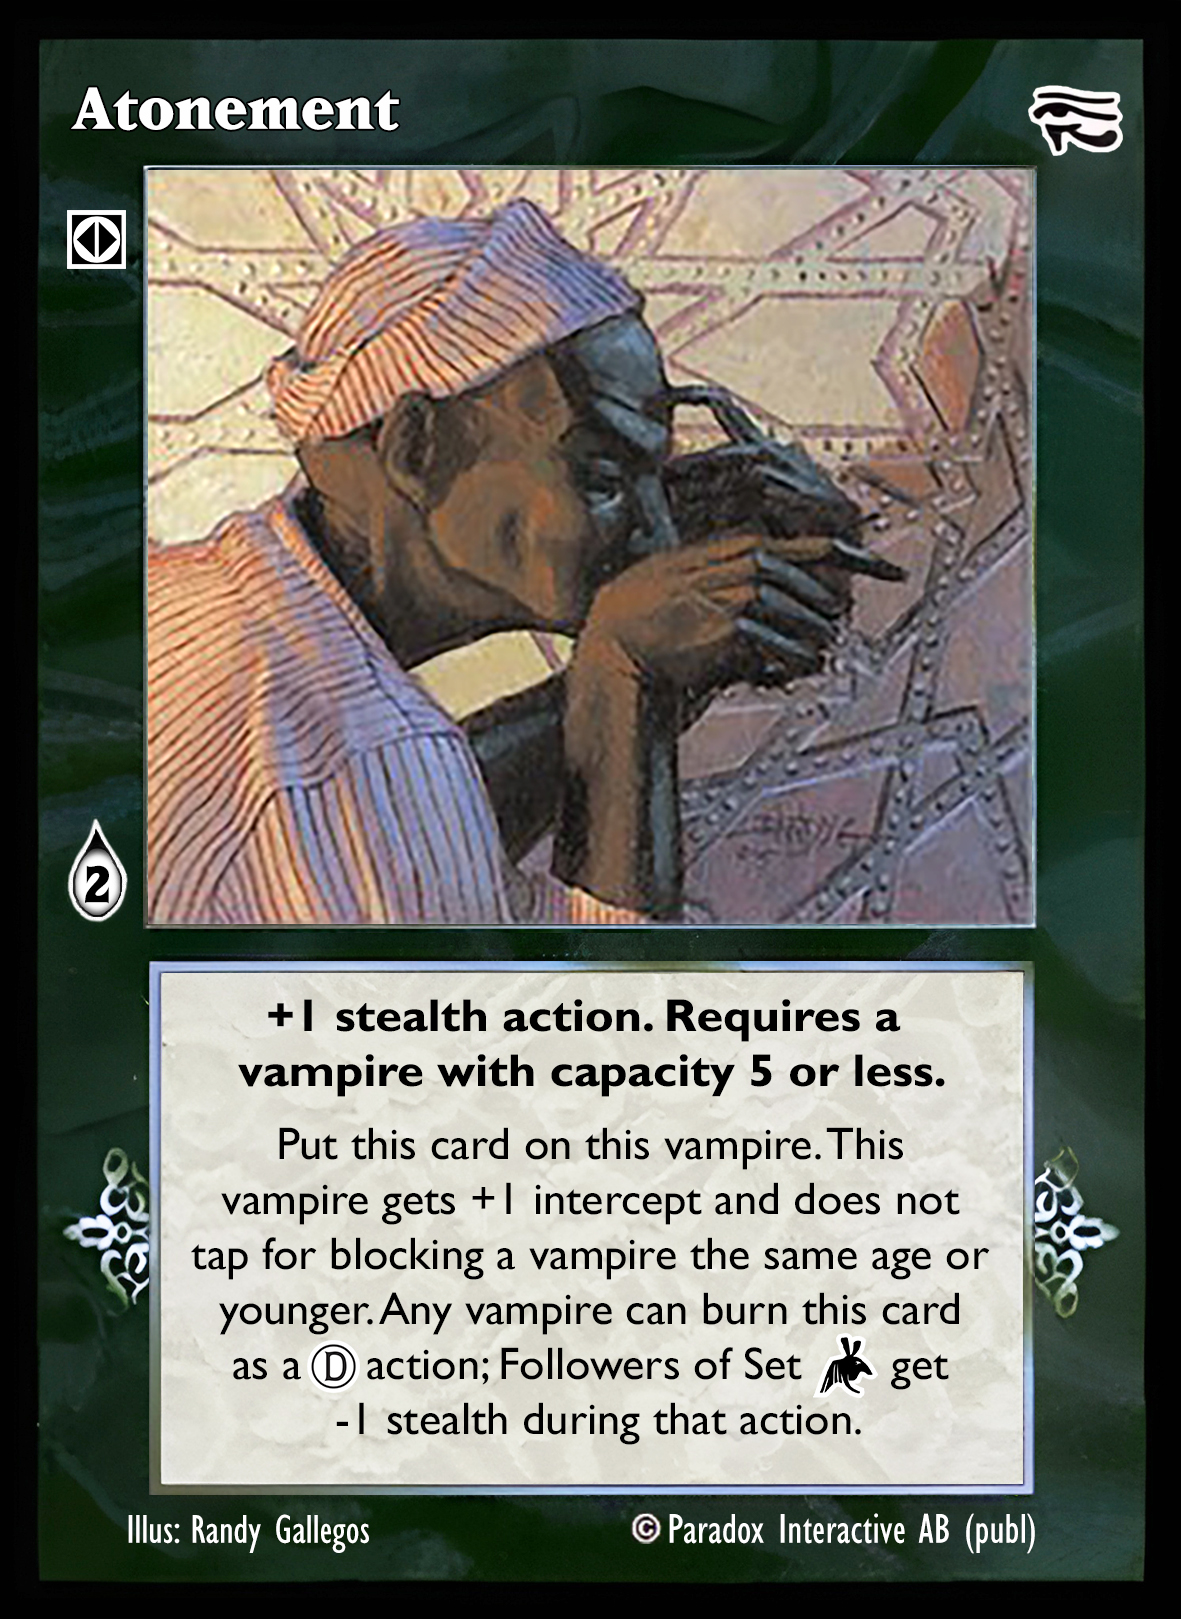 Atonement
2
+1 stealth action. Requires a
vampire with capacity 5 or less.
Put this card on this vampire. This
vampire gets +1 intercept and does not
tap for blocking a vampire the same age or
younger. Any vampire can burn this card
as a Ⓓ action; Followers of Set get
-1 stealth during that action.
Illus: Randy Gallegos
© Paradox Interactive AB (publ)